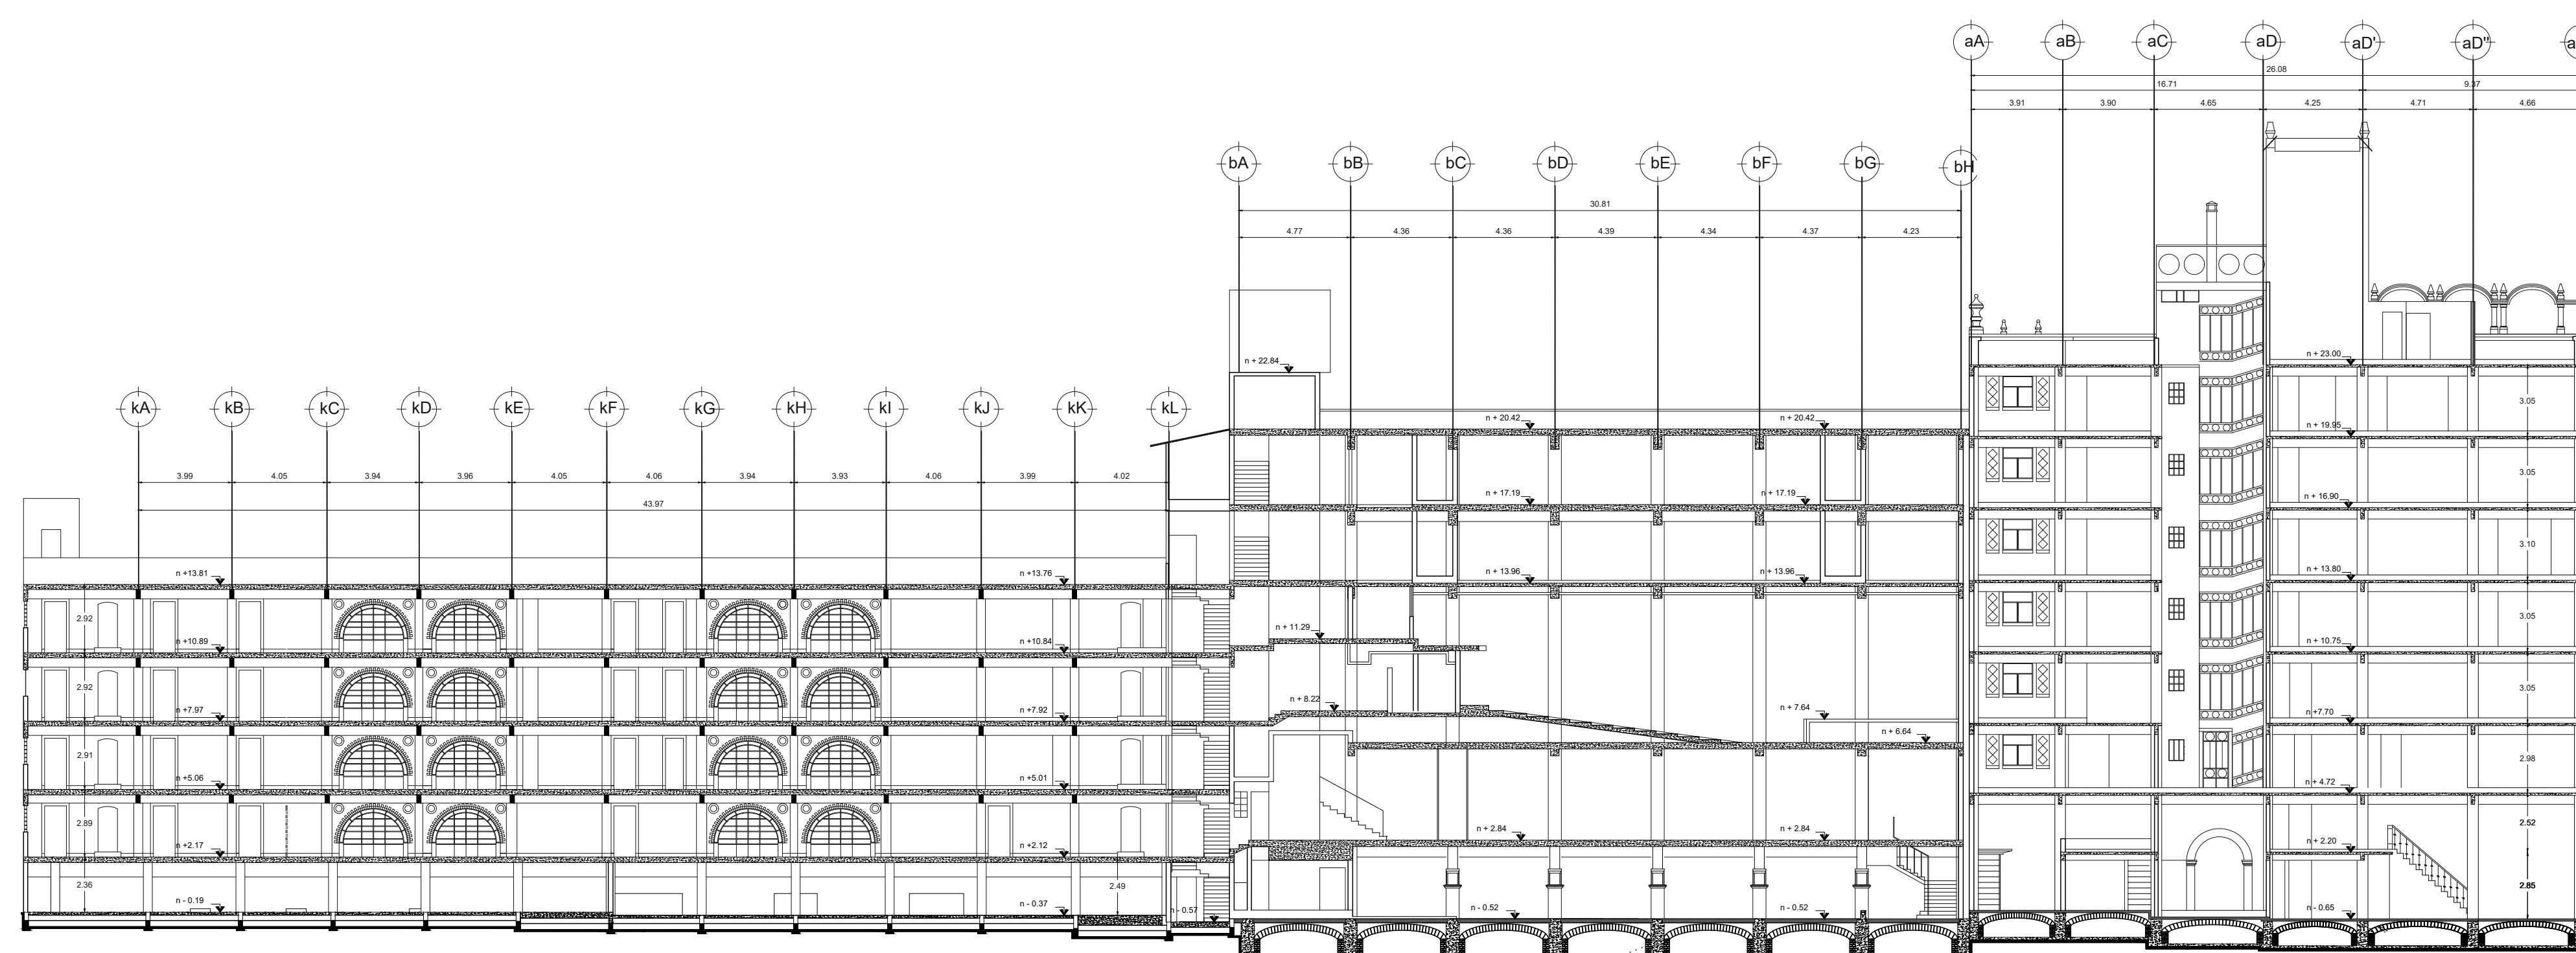 aA aB aC aD aD' aD"
26.08
16.71 9.37
3.91 3.90 4.65 4.25 4.71 4.66
bA bB bC bD bE bF bG bH
30.81
4.77 4.36 4.36 4.39 4.34 4.37 4.23
n + 23.00
n + 22.84
kA kB kC kD kE kF kG kH kI kJ kK kL
3.05
n + 20.42 n + 20.42
n + 19.95
3.99 4.05 3.94 3.96 4.05 4.06 3.94 3.93 4.06 3.99 4.02
3.05
n + 17.19 n + 17.19
n + 16.90
43.97
3.10
n +13.81 n +13.76 n + 13.96 n + 13.96
n + 13.80
2.92
3.05
n + 11.29
n +10.89 n +10.84
n + 10.75
2.92
3.05
n + 8.22
n +7.97 n +7.92
n + 7.64
n +7.70
n + 6.64
2.91
2.98
n +5.06 n +5.01
n + 4.72
2.89
2.52
n + 2.84 n + 2.84
n +2.17 n +2.12
n + 2.20
2.36 2.49
2.85
n - 0.19 n - 0.37 n - 0.57 n - 0.52 n - 0.52 n - 0.65